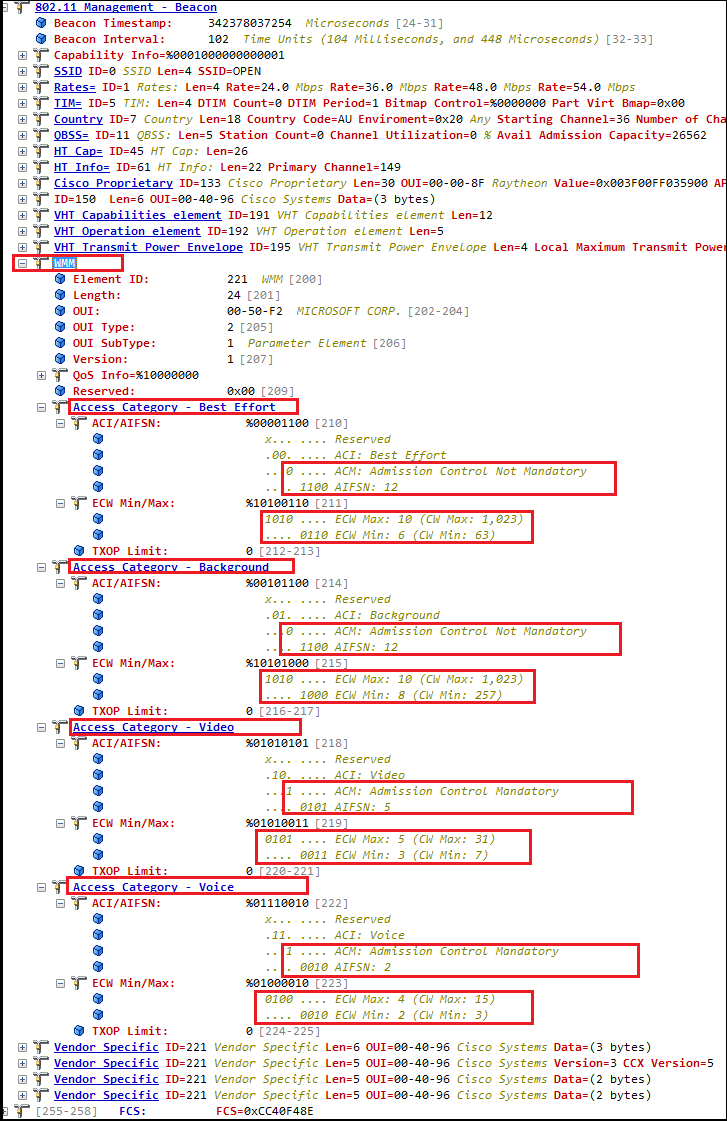 802.11 Management - Beacon
Beacon Timestamp: 342378037254 Microseconds [24-31]
Beacon Interval: 102 Time Units (104 Milliseconds, and 448 Microseconds) [32-33]
Capability Info=%0001000000000001
SSID ID=0 SSID Len=4 SSID=OPEN
Rates= ID=1 Rates: Len=4 Rate=24.0 Mbps Rate=36.0 Mbps Rate=48.0 Mbps Rate=54.0 Mbps
TIM= ID=5 TIM: Len=4 DTIM Count=0 DTIM Period=1 Bitmap Control=%0000000 Part Virt Bmap=0x00
Country ID=7 Country Len=18 Country Code=AU Enviroment=0x20 Any Starting Channel=36 Number of Cha
QBSS= ID=11 QBSS: Len=5 Station Count=0 Channel Utilization=0 % Avail Admission Capacity=26562
HT Cap= ID=45 HT Cap: Len=26
HT Info= ID=61 HT Info: Len=22 Primary Channel=149
Cisco Proprietary ID=133 Cisco Proprietary Len=30 OUI=00-00-8F Raytheon Value=0x003F00FF035900 AP
ID=150 Len=6 OUI=00-40-96 Cisco Systems Data=(3 bytes)
VHT Capabilities element ID=191 VHT Capabilities element Len=12
VHT Operation element ID=192 VHT Operation element Len=5
VHT Transmit Power Envelope ID=195 VHT Transmit Power Envelope Len=4 Local Maximum Transmit Power
WMM
Element ID: 221 WMM [200]
Length: 24 [201]
OUI: 00-50-F2 MICROSOFT CORP. [202-204]
OUI Type: 2 [205]
OUI SubType: 1 Parameter Element [206]
Version: 1 [207]
QoS Info=%10000000
Reserved: 0x00 [209]
Access Category - Best Effort
ACI/AIFSN: %00001100 [210]
x... .... Reserved
.00. .... ACI: Best Effort
...0 .... ACM: Admission Control Not Mandatory
.... 1100 AIFSN: 12
ECW Min/Max: %10100110 [211]
1010 .... ECW Max: 10 (CW Max: 1,023)
.... 0110 ECW Min: 6 (CW Min: 63)
TXOP Limit: 0 [212-213]
Access Category - Background
ACI/AIFSN: %00101100 [214]
x... .... Reserved
.01. .... ACI: Background
...0 .... ACM: Admission Control Not Mandatory
.... 1100 AIFSN: 12
ECW Min/Max: %10101000 [215]
1010 .... ECW Max: 10 (CW Max: 1,023)
.... 1000 ECW Min: 8 (CW Min: 257)
TXOP Limit: 0 [216-217]
Access Category - Video
ACI/AIFSN: %01010101 [218]
x... .... Reserved
.10. .... ACI: Video
...1 .... ACM: Admission Control Mandatory
.... 0101 AIFSN: 5
ECW Min/Max: %01010011 [219]
0101 .... ECW Max: 5 (CW Max: 31)
.... 0011 ECW Min: 3 (CW Min: 7)
TXOP Limit: 0 [220-221]
Access Category - Voice
ACI/AIFSN: %01110010 [222]
x... .... Reserved
.11. .... ACI: Voice
...1 .... ACM: Admission Control Mandatory
.... 0010 AIFSN: 2
ECW Min/Max: %01000010 [223]
0100 .... ECW Max: 4 (CW Max: 15)
.... 0010 ECW Min: 2 (CW Min: 3)
TXOP Limit: 0 [224-225]
Vendor Specific ID=221 Vendor Specific Len=6 OUI=00-40-96 Cisco Systems Data=(3 bytes)
Vendor Specific ID=221 Vendor Specific Len=5 OUI=00-40-96 Cisco Systems Version=3 CCX Version=5
Vendor Specific ID=221 Vendor Specific Len=5 OUI=00-40-96 Cisco Systems Data=(2 bytes)
Vendor Specific ID=221 Vendor Specific Len=5 OUI=00-40-96 Cisco Systems Data=(2 bytes)
[255-258] FCS: FCS=0xCC40F48E